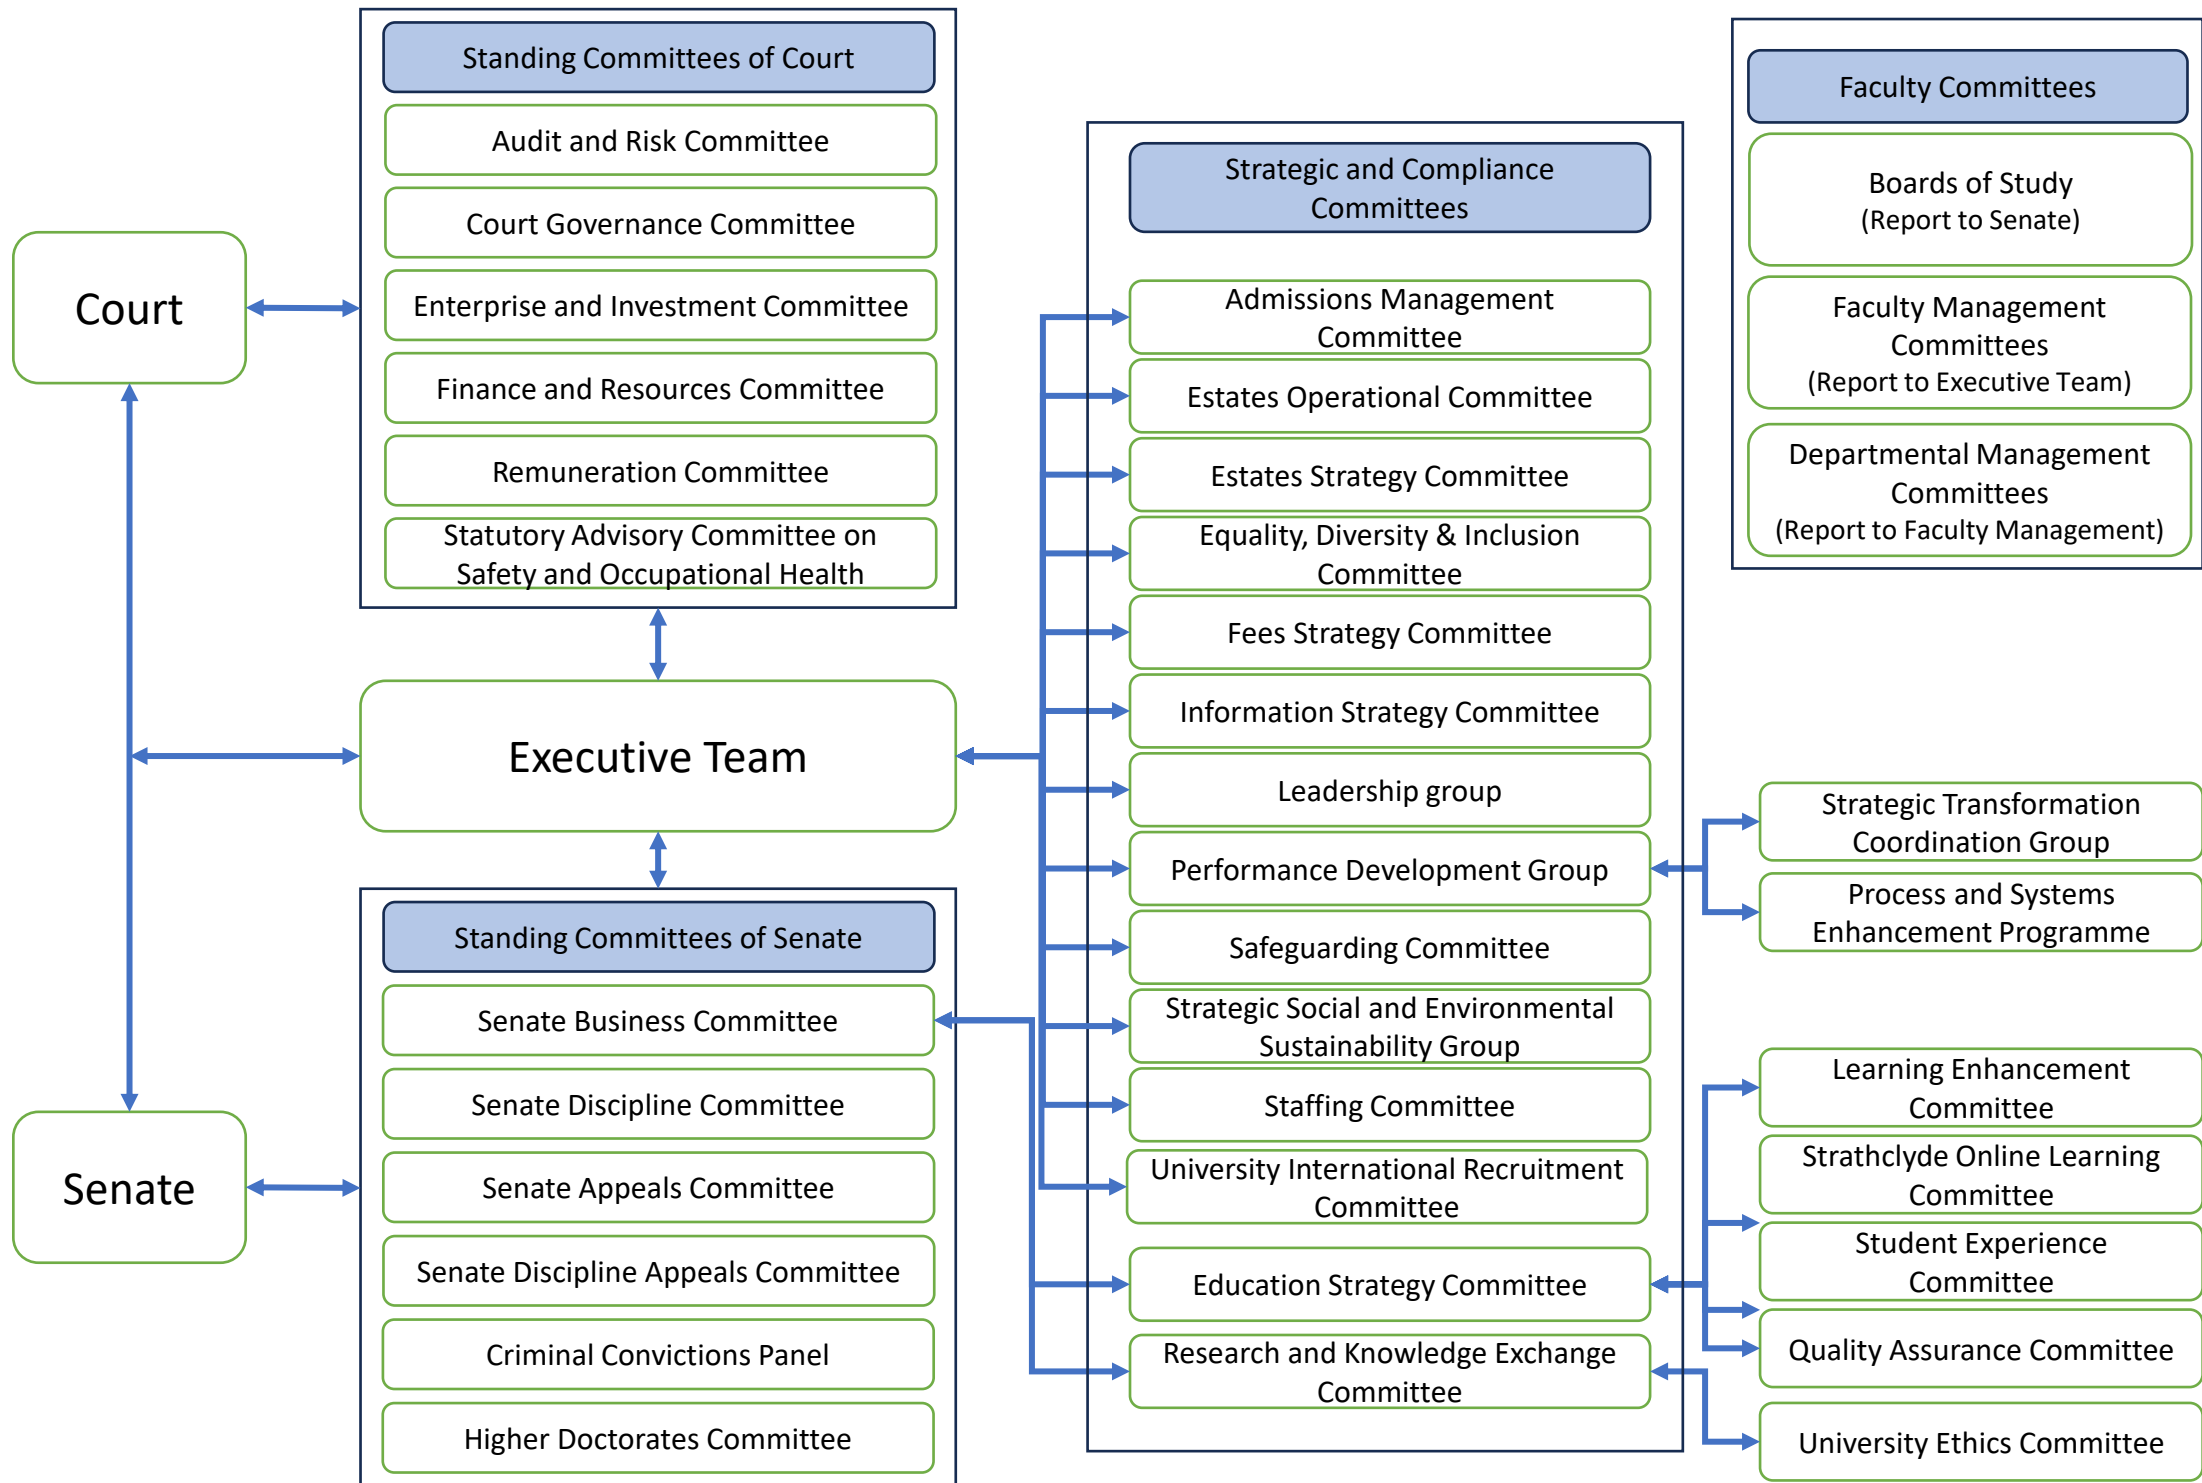 Standing Committees of Court
Audit and Risk Committee
Court Governance Committee
Enterprise and Investment Committee
Finance and Resources Committee
Remuneration Committee
Statutory Advisory Committee on
Safety and Occupational Health
Court
Executive Team
Senate
Standing Committees of Senate
Senate Business Committee
Senate Discipline Committee
Senate Appeals Committee
Senate Discipline Appeals Committee
Criminal Convictions Panel
Higher Doctorates Committee
Strategic and Compliance
Committees
Admissions Management
Committee
Estates Operational Committee
Estates Strategy Committee
Equality, Diversity & Inclusion
Committee
Fees Strategy Committee
Information Strategy Committee
Leadership group
Performance Development Group
Safeguarding Committee
Strategic Social and Environmental
Sustainability Group
Staffing Committee
University International Recruitment
Committee
Education Strategy Committee
Research and Knowledge Exchange
Committee
Faculty Committees
Boards of Study
(Report to Senate)
Faculty Management
Committees
(Report to Executive Team)
Departmental Management
Committees
(Report to Faculty Management)
Strategic Transformation
Coordination Group
Process and Systems
Enhancement Programme
Learning Enhancement
Committee
Strathclyde Online Learning
Committee
Student Experience
Committee
Quality Assurance Committee
University Ethics Committee